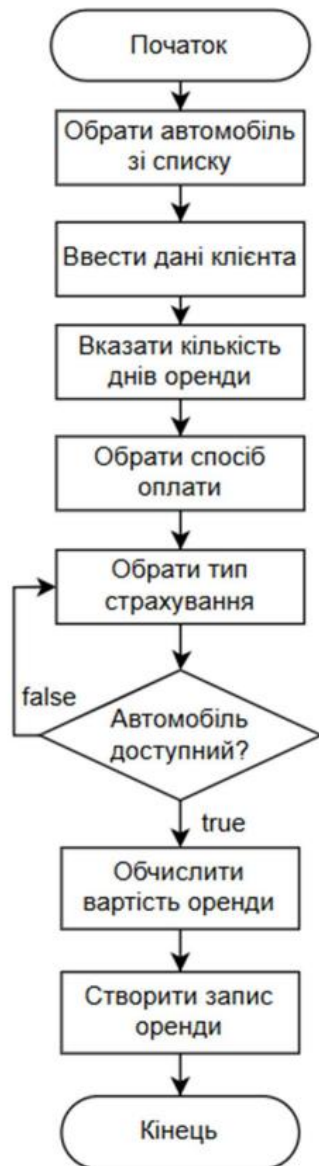 Початок
Обрати автомобіль
зі списку
Ввести дані клієнта
Вказати кількість
днів оренди
Обрати спосіб
оплати
Обрати тип
страхування
false
Автомобіль
доступний?
true
Обчислити
вартість оренди
Створити запис
оренди
Кінець